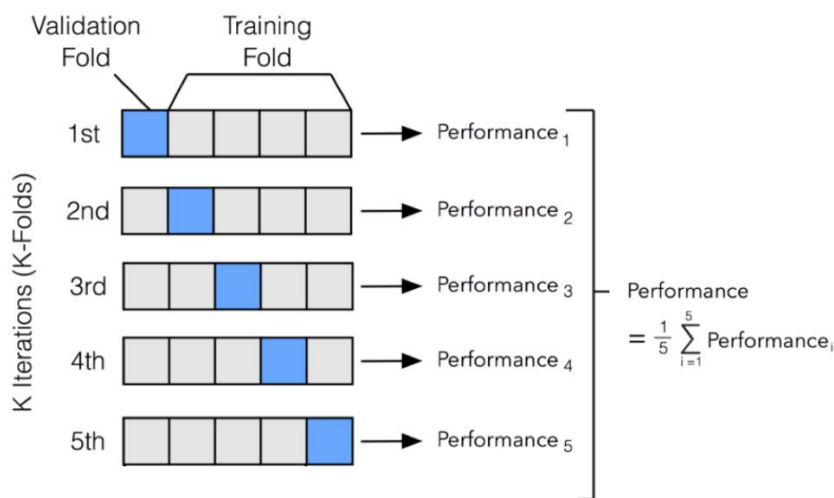 Validation
Fold
Training
Fold
K Iterations (K-Folds)
1st
Performance 1
2nd
Performance 2
3rd
Performance 3
4th
Performance 4
5th
Performance 5
Performance
= 1/5 5∑i=1 Performance i